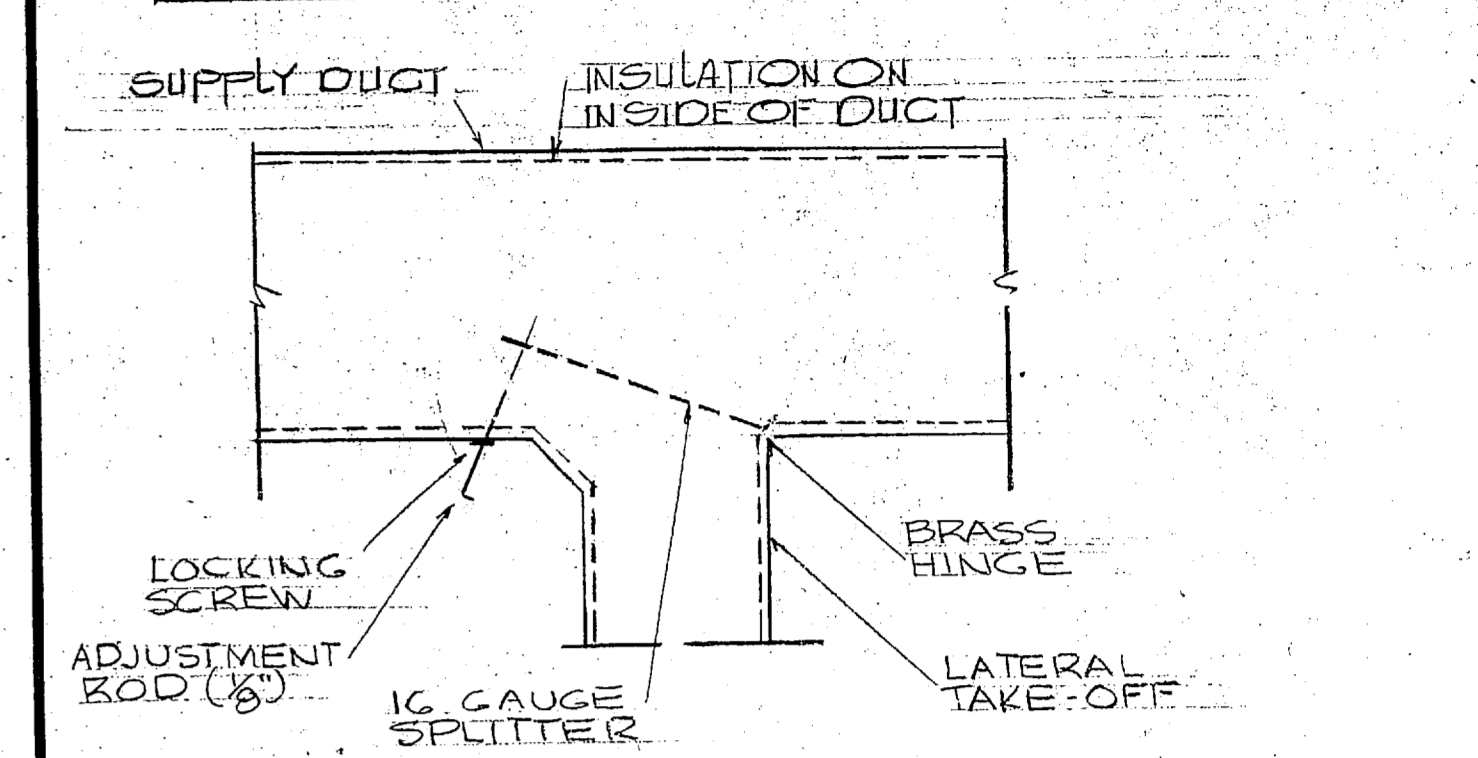 SUPPLY DUCT
INSULATION ON
INSIDE OF DUCT
LOCKING
SCREW
ADJUSTMENT
ROD (1/8")
16 GAUGE
SPLITTER
BRASS
HINGE
LATERAL
TAKE-OFF